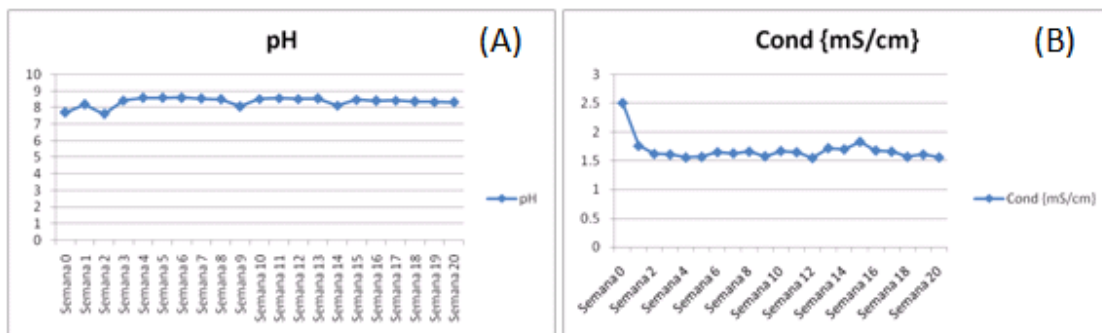 pH
(A)
10
9
8
7
6
5
4
3
2
1
0
Semana 0
Semana 1
Semana 2
Semana 3
Semana 4
Semana 5
Semana 6
Semana 7
Semana 8
Semana 9
Semana 10
Semana 11
Semana 12
Semana 13
Semana 14
Semana 15
Semana 16
Semana 17
Semana 18
Semana 19
Semana 20
pH
Cond {mS/cm}
(B)
3
2.5
2
1.5
1
0.5
0
Semana 0
Semana 2
Semana 4
Semana 6
Semana 8
Semana 10
Semana 12
Semana 14
Semana 16
Semana 18
Semana 20
Cond {mS/cm}